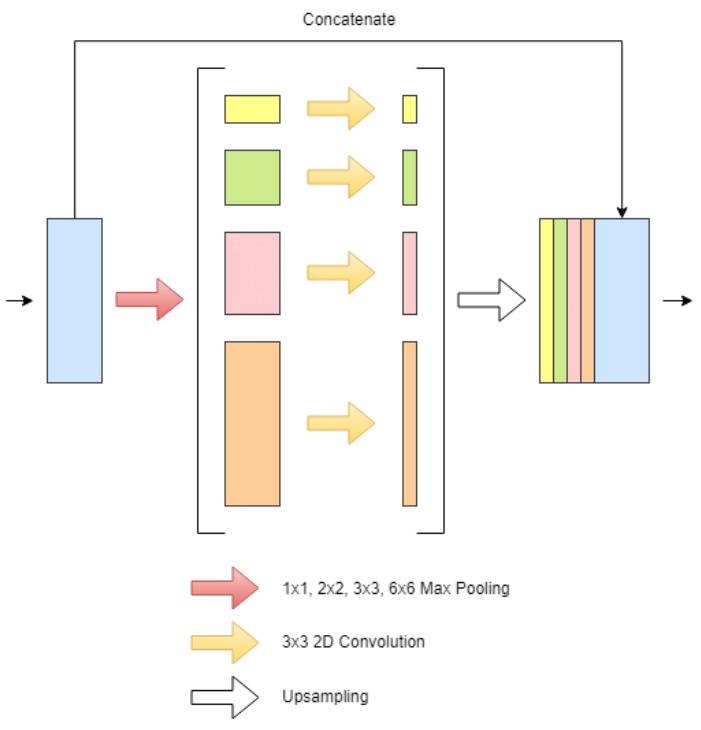 Concatenate
1x1, 2x2, 3x3, 6x6 Max Pooling
3x3 2D Convolution
Upsampling